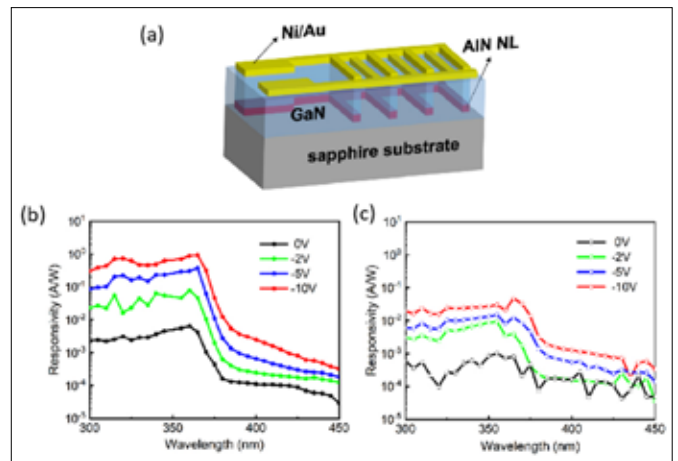 (a)
Ni/Au
AlN NL
GaN
sapphire substrate
(b)
Responsivity (A/W)
10¹
10⁰
10⁻¹
10⁻²
10⁻³
10⁻⁴
10⁻⁵
0V
-2V
-5V
-10V
300
350
400
450
Wavelength (nm)
(c)
Responsivity (A/W)
10¹
10⁰
10⁻¹
10⁻²
10⁻³
10⁻⁴
10⁻⁵
0V
-2V
-5V
-10V
300
350
400
450
Wavelength (nm)